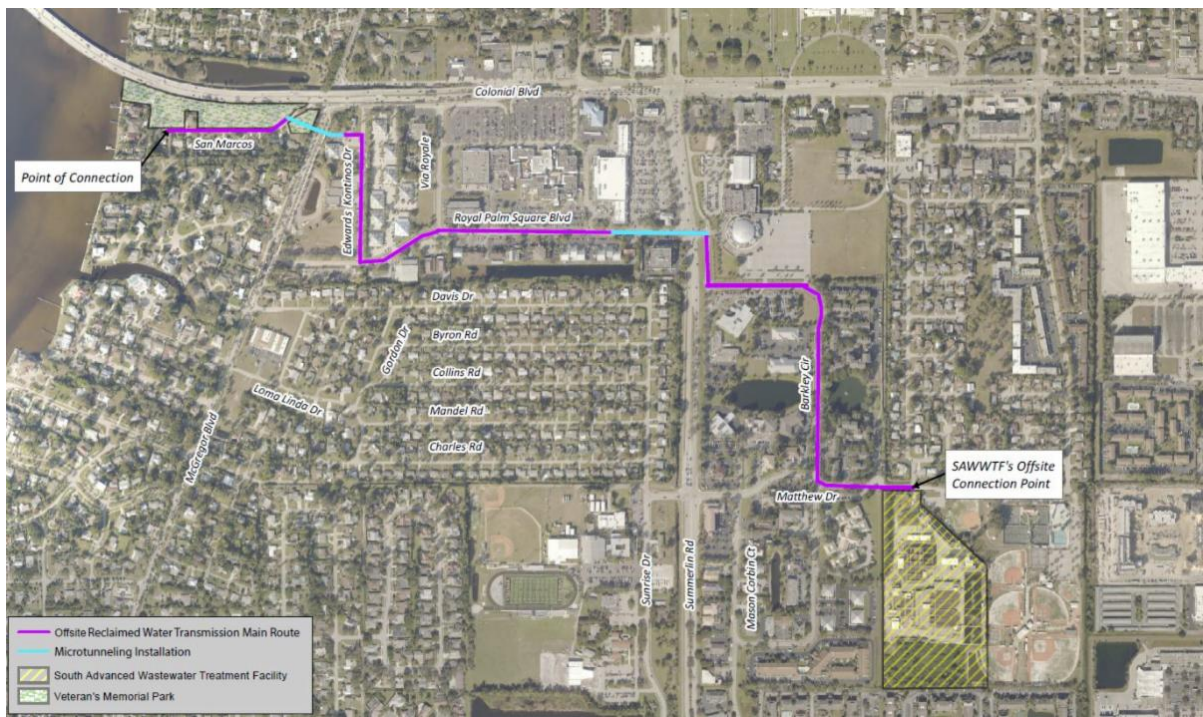 Colonial Blvd
San Marcos
Point of Connection
Edwards Kontinos Dr
Via Royale
Royal Palm Square Blvd
Davis Dr
Gordon Dr
Byron Rd
Collins Rd
Loma Linda Dr
Mandel Rd
McGregor Blvd
Charles Rd
Barkley Cir
SAWWTF's Offsite
Connection Point
Matthew Dr
Sunrise Dr
Summerlin Rd
Mason Corbin Ct
Offsite Reclaimed Water Transmission Main Route
Microtunneling Installation
South Advanced Wastewater Treatment Facility
Veteran's Memorial Park